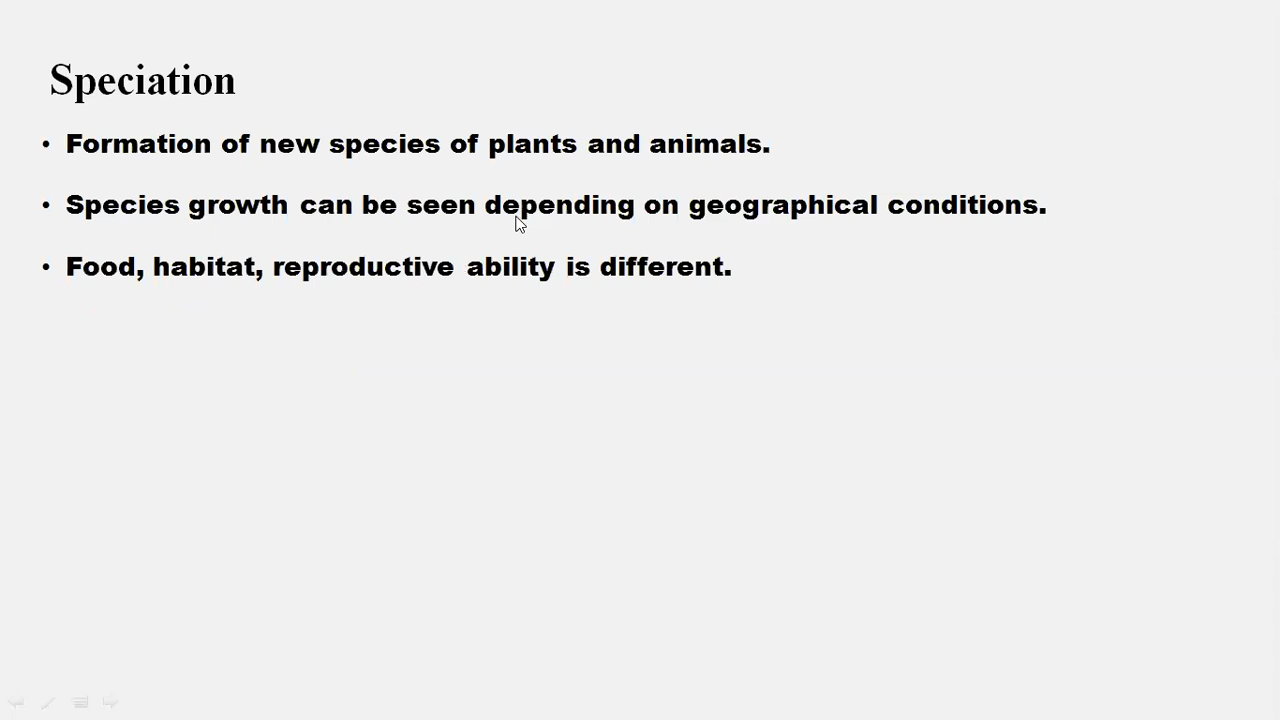 Speciation
• Formation of new species of plants and animals.
• Species growth can be seen depending on geographical conditions.
• Food, habitat, reproductive ability is different.